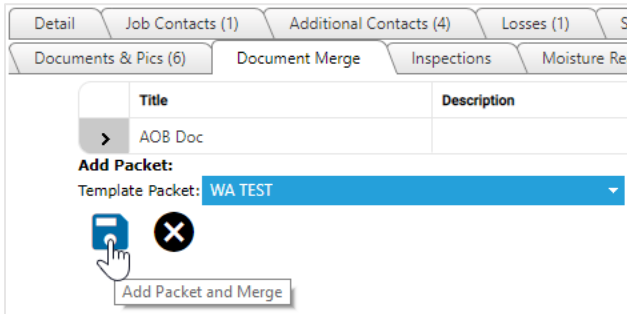 Detail Job Contacts (1) Additional Contacts (4) Losses (1) S
Documents & Pics (6) Document Merge Inspections Moisture Re
Title Description
AOB Doc
Add Packet:
Template Packet: WA TEST
Add Packet and Merge